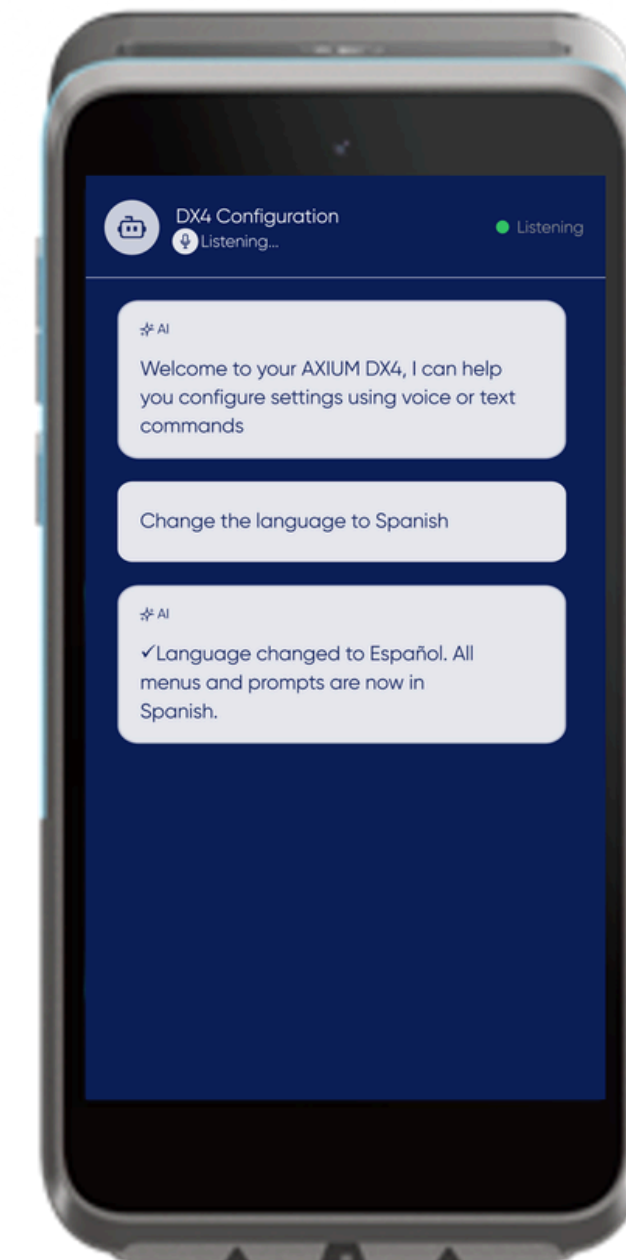 DX4 Configuration
Listening...
Listening
AI
Welcome to your AXIUM DX4, I can help
you configure settings using voice or text
commands
Change the language to Spanish
AI
✓Language changed to Español. All
menus and prompts are now in
Spanish.